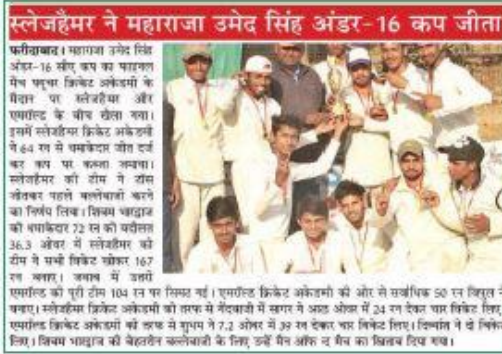 स्लेजहैमर ने महाराजा उमेद सिंह अंडर-16 कप जीता
फरीदाबाद। महाराजा उमेद सिंह
अंडर-16 सीए कप का फाइनल
मैच फ्यूचर क्रिकेट अकेडमी के
मैदान पर स्लेजहैमर और
एमरॉल्ड के बीच खेला गया।
इसमें स्लेजहैमर क्रिकेट अकेडमी
ने 64 रन से धमाकेदार जीत दर्ज
कर कप पर कब्जा जमाया।
स्लेजहैमर की टीम ने टॉस
जीतकर पहले बल्लेबाजी करने
का निर्णय लिया। शिवम भारद्वाज
की धमाकेदार 72 रन की बदौलत
36.3 ओवर में स्लेजहैमर की
टीम ने सभी विकेट खोकर 167
रन बनाए। जवाब में उतरी
एमरॉल्ड की पूरी टीम 104 रन पर सिमट गई। एमरॉल्ड क्रिकेट अकेडमी की ओर से सर्वाधिक 50 रन विपुल ने
बनाए। स्लेजहैमर क्रिकेट अकेडमी की तरफ से गेंदबाजी में सागर ने आठ ओवर में 24 रन देकर चार विकेट लिए
एमरॉल्ड क्रिकेट अकेडमी की तरफ से शुभम ने 7.2 ओवर में 39 रन देकर चार विकेट लिए। दिव्यांश ने दो विकेट
लिए। शिवम भारद्वाज की बेहतरीन बल्लेबाजी के लिए उन्हें मैन ऑफ द मैच का खिताब दिया गया।